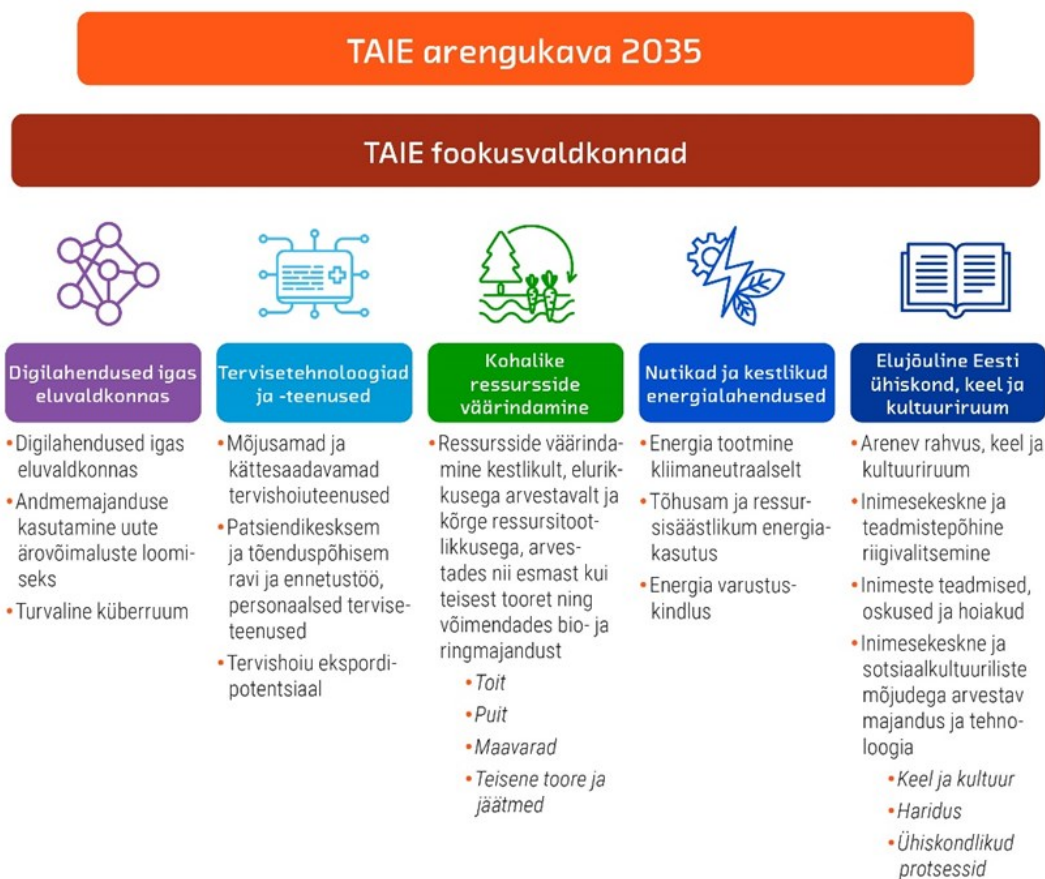 TAIE arengukava 2035
TAIE fookusvaldkonnad
Digilahendused igas
eluvaldkonnas
• Digilahendused igas
eluvaldkonnas
• Andmemajanduse
kasutamine uute
ärovõimaluste loomi-
seks
• Turvaline küberruum
Tervisetehnoloogiad
ja -teenused
• Mõjusamad ja
kättesaadavamad
tervishoiuteenused
• Patsiendikesksem
ja tõenduspõhisem
ravi ja ennetustöö,
personaalsed tervise-
teenused
• Tervishoiu ekspordi-
potentsiaal
Kohalike
ressursside
väärindamine
• Ressursside väärinda-
mine kestlikult, elurik-
kusega arvestavalt ja
kõrge ressursitoot-
likkusega, arves-
tades nii esmast kui
teisest tooret ning
võimendades bio- ja
ringmajandust
• Toit
• Puit
• Maavarad
• Teisene toore ja
jäätmed
Nutikad ja kestlikud
energialahendused
• Energia tootmine
kliimaneutraalselt
• Tõhusam ja ressur-
sisäästlikum energia-
kasutus
• Energia varustus-
kindlus
Elujõuline Eesti
ühiskond, keel ja
kultuuriruum
• Arenev rahvus, keel ja
kultuuriruum
• Inimesekeskne ja
teadmistepõhine
riigivalitsemine
• Inimeste teadmised,
oskused ja hoiakud
• Inimesekeskne ja
sotsiaalkultuuriliste
mõjudega arvestav
majandus ja tehno-
loogia
• Keel ja kultuur
• Haridus
• Ühiskondlikud
protsessid